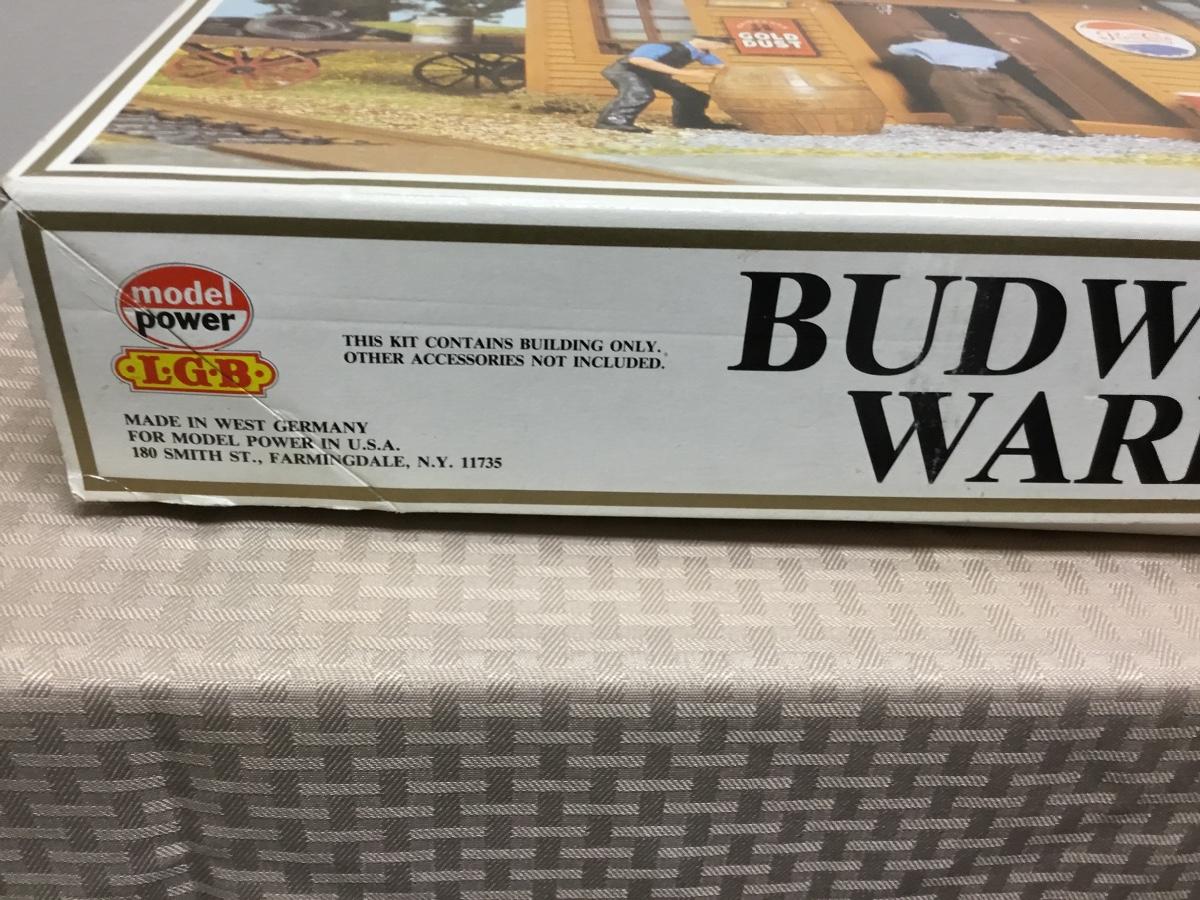 GOLD
DUST
model
power
L·G·B
THIS KIT CONTAINS BUILDING ONLY.
OTHER ACCESSORIES NOT INCLUDED.
MADE IN WEST GERMANY
FOR MODEL POWER IN U.S.A.
180 SMITH ST., FARMINGDALE, N.Y. 11735
BUDW
WAR